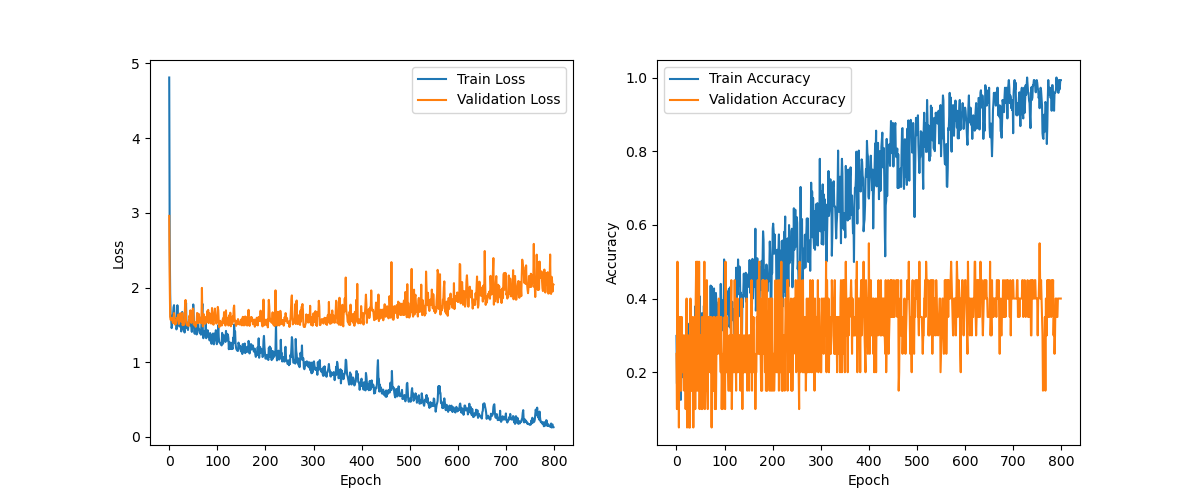 5
4
3
2
1
0
Loss
0 100 200 300 400 500 600 700 800
Epoch
Train Loss
Validation Loss
1.0
0.8
0.6
0.4
0.2
Accuracy
0 100 200 300 400 500 600 700 800
Epoch
Train Accuracy
Validation Accuracy